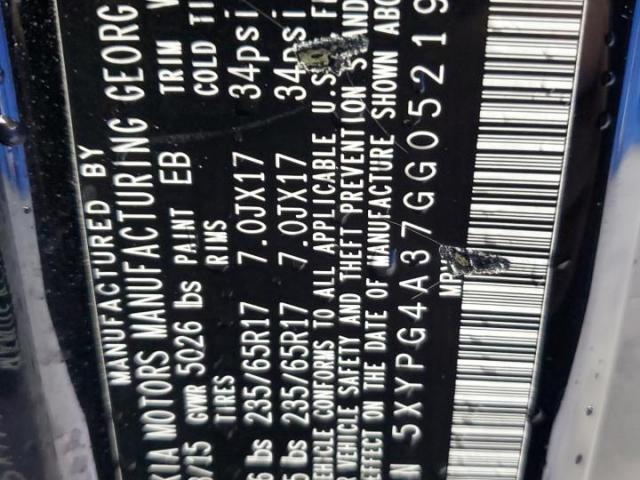 MANUFACTURED BY
KIA MOTORS MANUFACTURING GEORG
8/15 GVWR 5026 lbs PAINT EB TRIM
TIRES RIMS COLD TI
lbs 235/65R17 7.0JX17 34psi
lbs 235/65R17 7.0JX17 34psi
VEHICLE CONFORMS TO ALL APPLICABLE U.S. F
VEHICLE SAFETY AND THEFT PREVENTION S AND
EFFECT ON THE DATE OF MANUFACTURE SHOWN ABO
5XYPG4A37GG05219